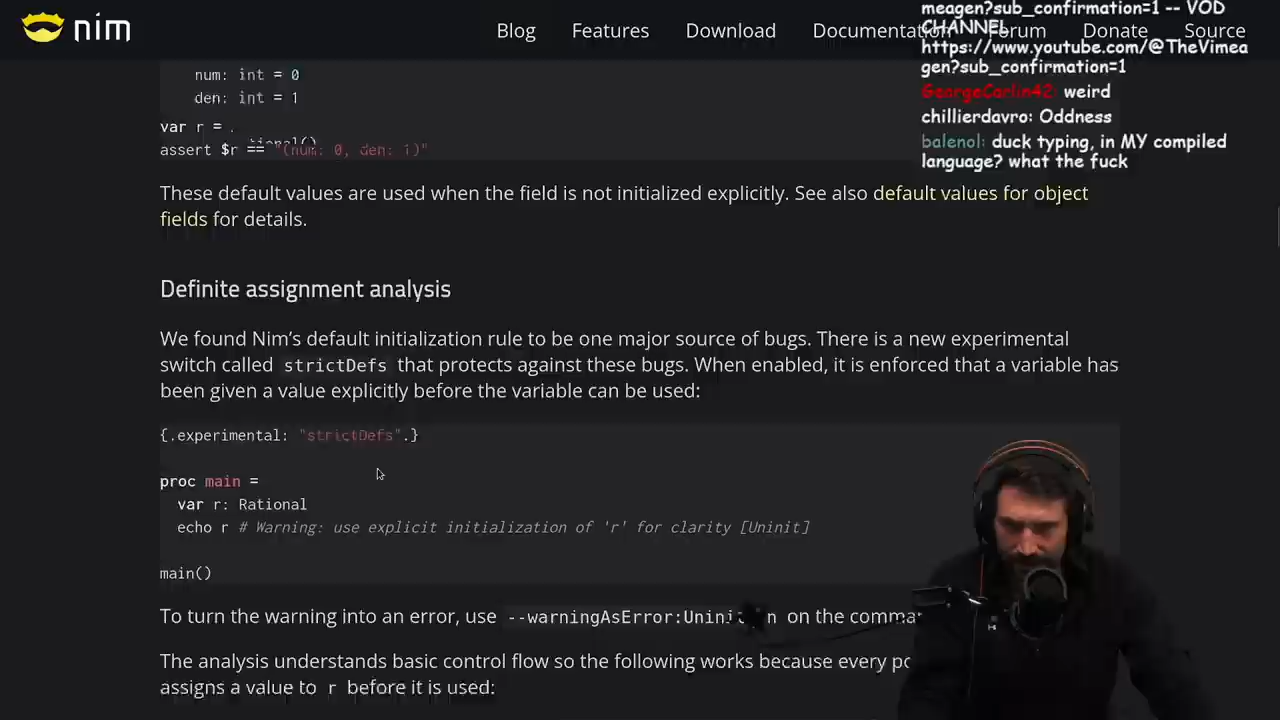 nim
Blog
Features
Download
Documentation
Forum
Donate
Source
meagen?sub_confirmation=1 -- VOD
CHANNEL
https://www.youtube.com/@TheVimea
gen?sub_confirmation=1
GeorgeCarlin42: weird
chillierdavro: Oddness
balenol: duck typing, in MY compiled
language? what the fuck
num: int = 0
den: int = 1
var r =
assert $r == "(num: 0, den: 1)"
These default values are used when the field is not initialized explicitly. See also default values for object
fields for details.
Definite assignment analysis
We found Nim’s default initialization rule to be one major source of bugs. There is a new experimental
switch called strictDefs that protects against these bugs. When enabled, it is enforced that a variable has
been given a value explicitly before the variable can be used:
{.experimental: "strictDefs".}
proc main =
var r: Rational
echo r # Warning: use explicit initialization of 'r' for clarity [Uninit]
main()
To turn the warning into an error, use --warningAsError:Uninit on on the comma
The analysis understands basic control flow so the following works because every po
assigns a value to r before it is used: